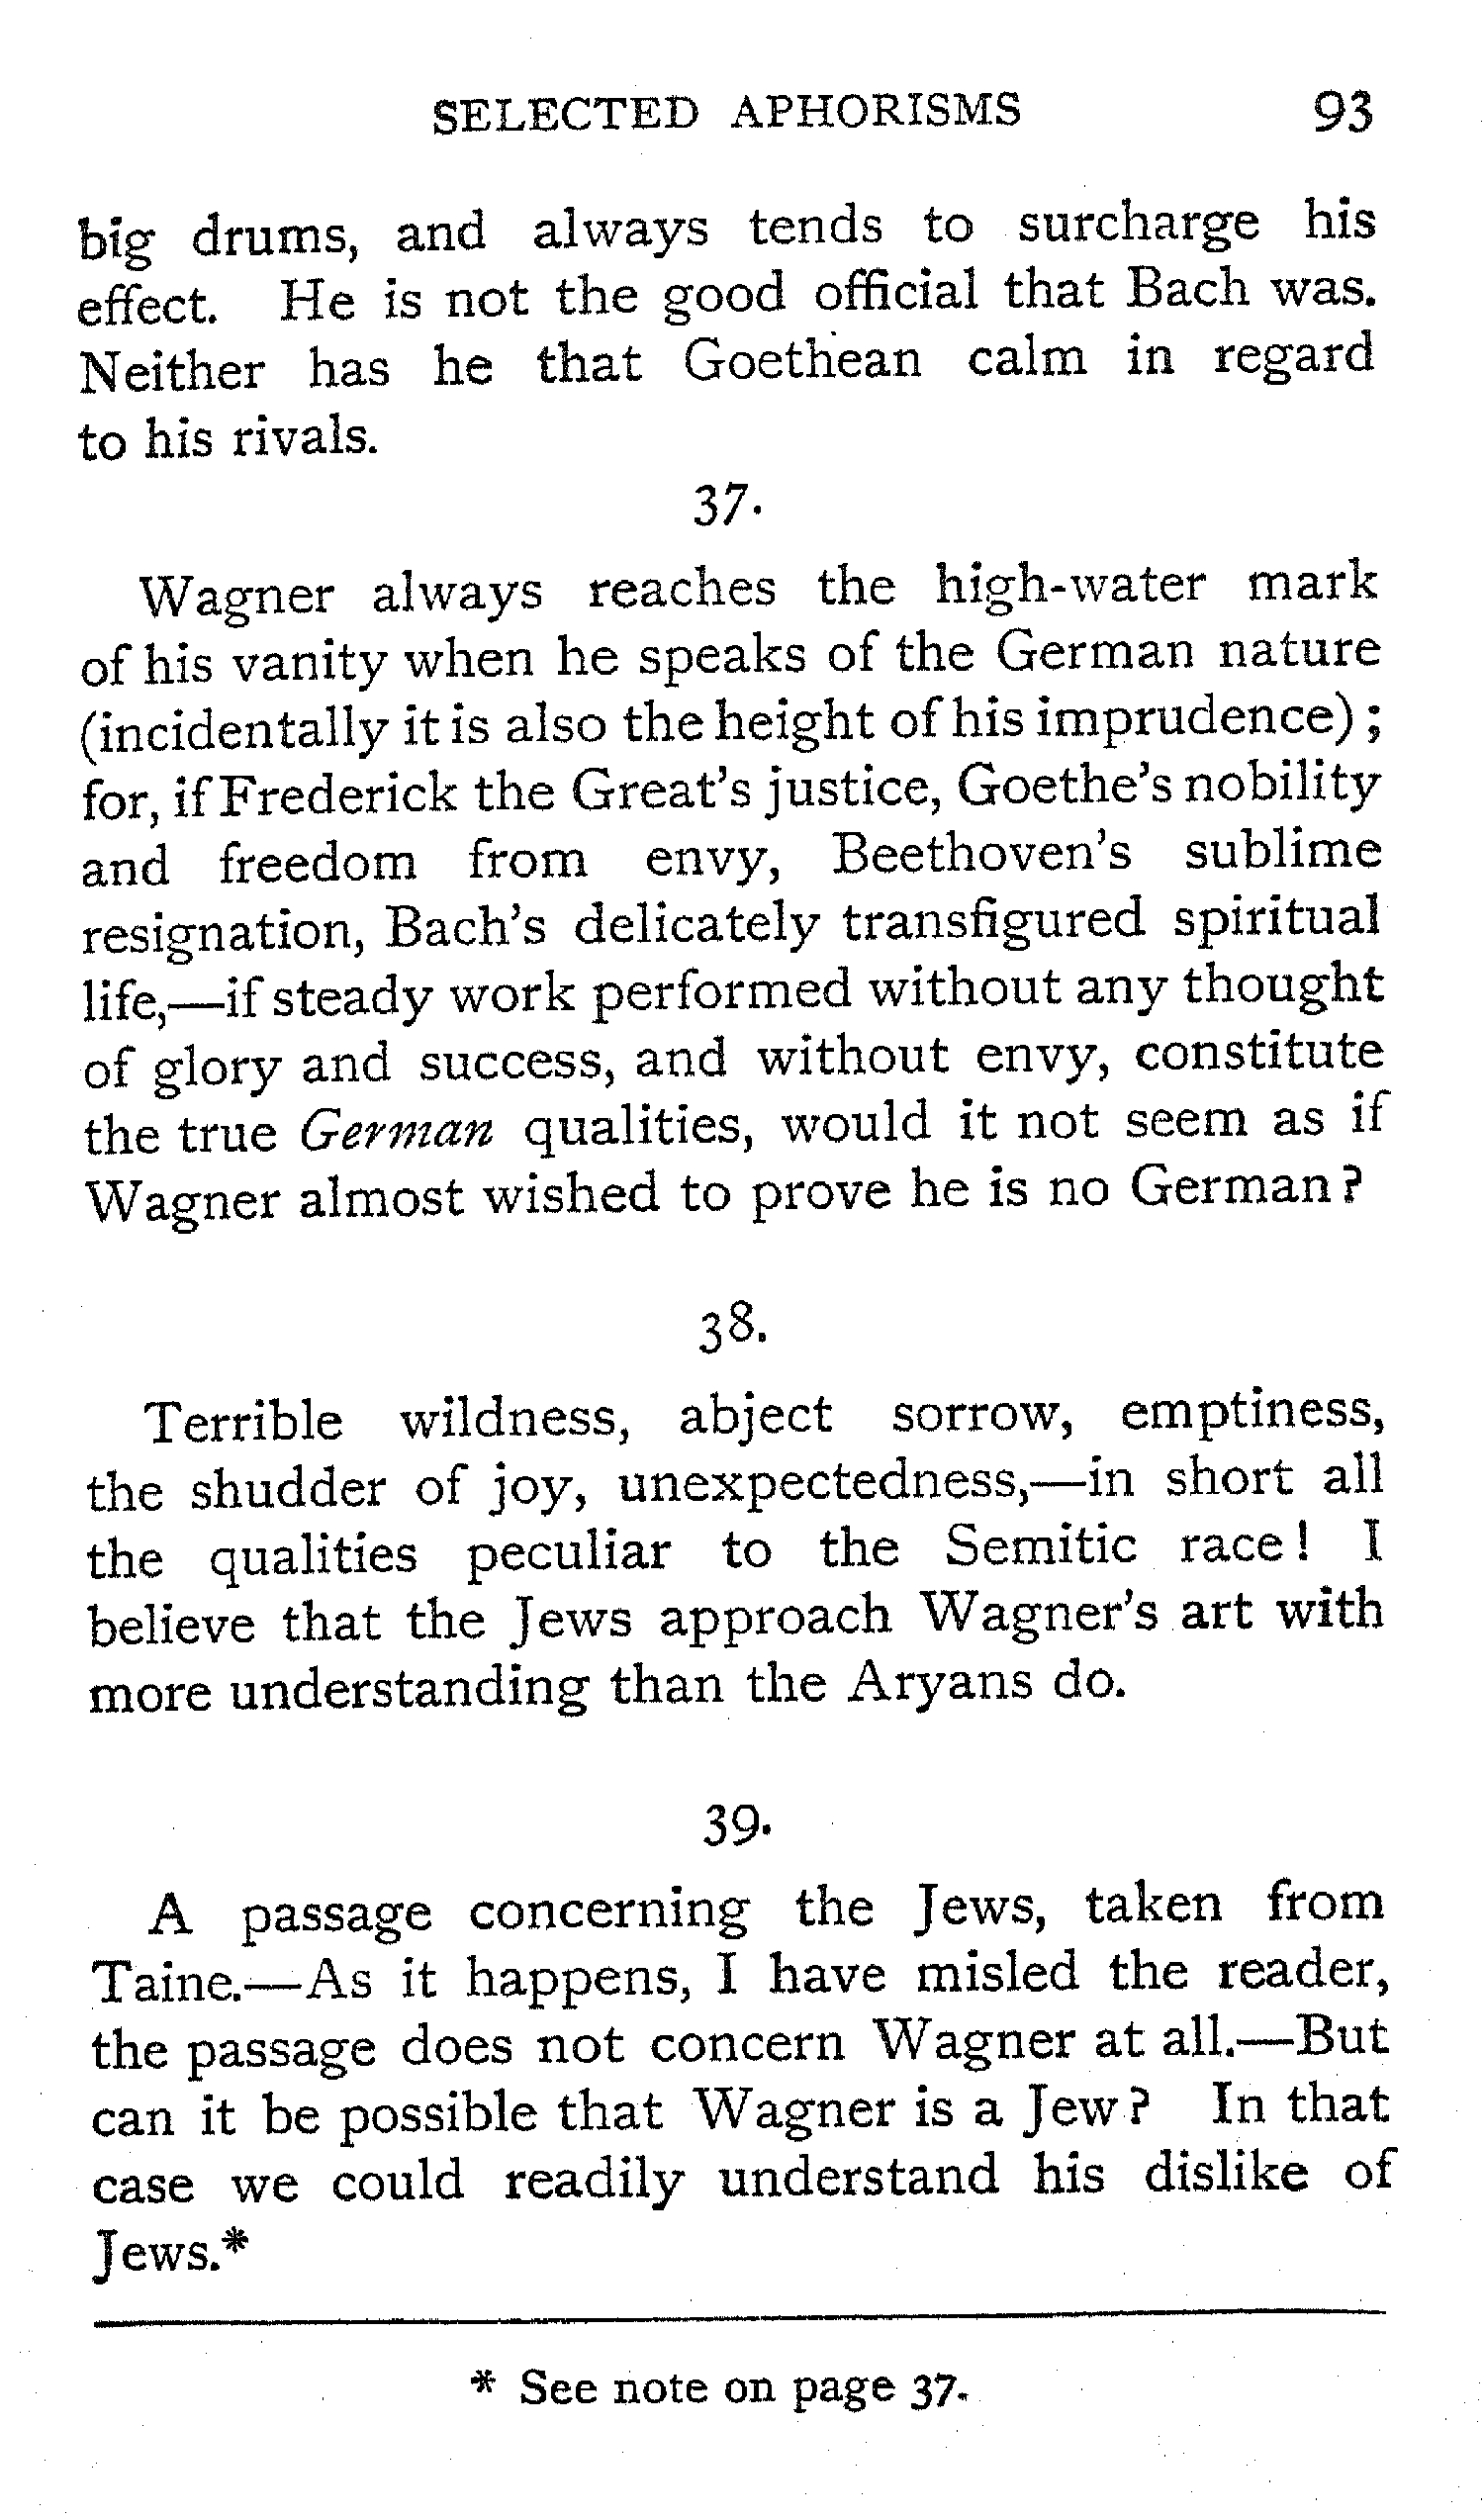 SELECTED APHORISMS 93
big drums, and always tends to surcharge his
effect. He is not the good official that Bach was.
Neither has he that Goethean calm in regard
to his rivals.
37.
Wagner always reaches the high-water mark
of his vanity when he speaks of the German nature
(incidentally it is also the height of his imprudence) ;
for, if Frederick the Great's justice, Goethe's nobility
and freedom from envy, Beethoven's sublime
resignation, Bach's delicately transfigured spiritual
life,—if steady work performed without any thought
of glory and success, and without envy, constitute
the true German qualities, would it not seem as if
Wagner almost wished to prove he is no German?
38.
Terrible wildness, abject sorrow, emptiness,
the shudder of joy, unexpectedness,—in short all
the qualities peculiar to the Semitic race! I
believe that the Jews approach Wagner's art with
more understanding than the Aryans do.
39.
A passage concerning the Jews, taken from
Taine.—As it happens, I have misled the reader,
the passage does not concern Wagner at all.—But
can it be possible that Wagner is a Jew? In that
case we could readily understand his dislike of
Jews.*
* See note on page 37.